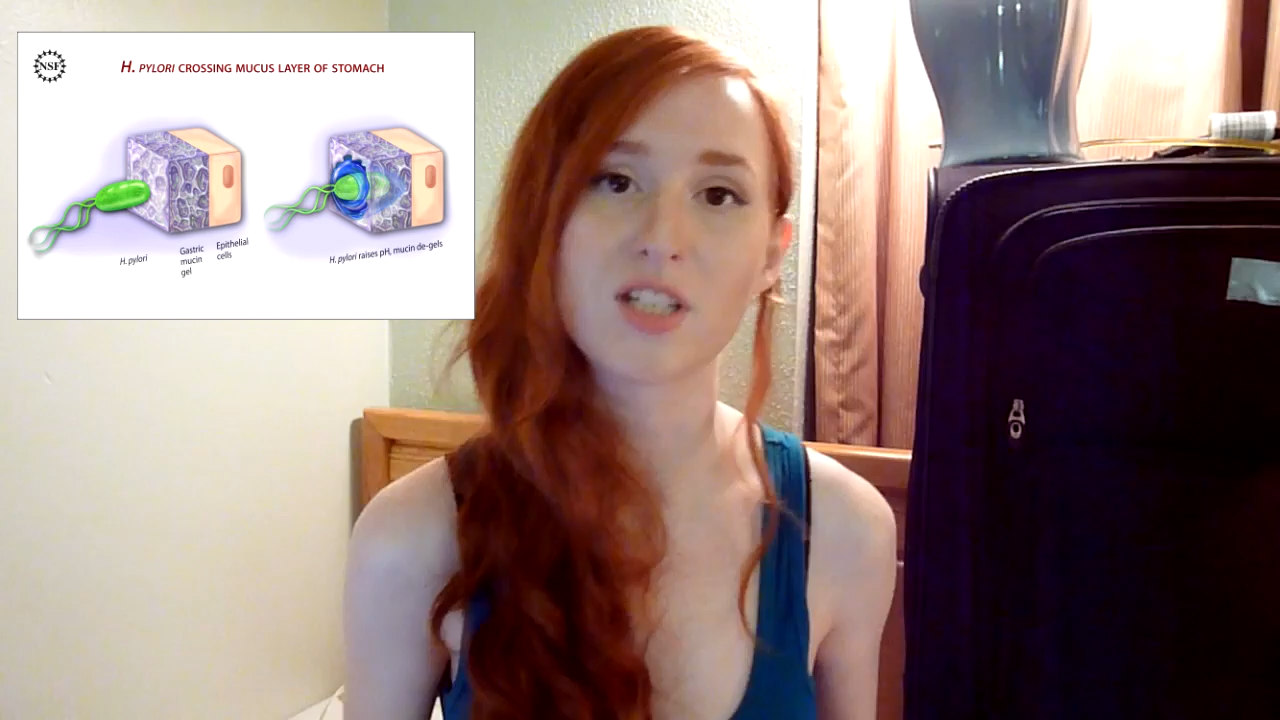 NSF
H. PYLORI CROSSING MUCUS LAYER OF STOMACH
H. pylori
Gastric
mucin
gel
Epithelial
cells
H. pylori raises pH, mucin de-gels